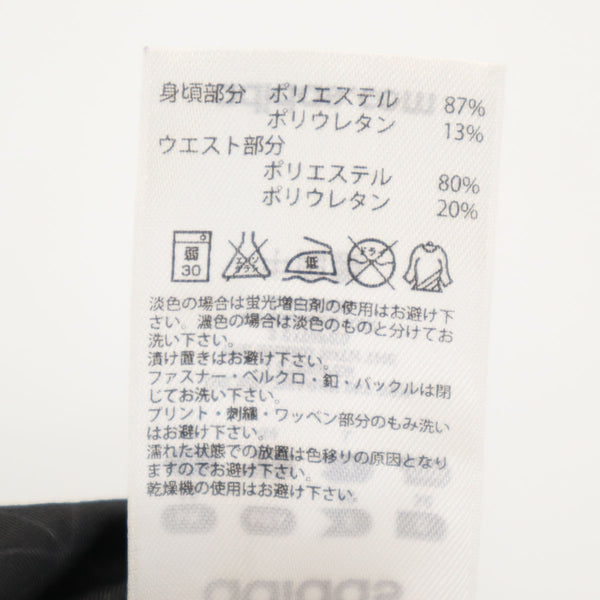 身頃部分 ポリエステル 87%
ポリウレタン 13%
ウエスト部分
ポリエステル 80%
ポリウレタン 20%
弱
30
エンソ
サラシ
低
ドライ
淡色の場合は蛍光増白剤の使用はお避け下
さい。濃色の場合は淡色のものと分けてお
洗い下さい。
漬け置きはお避け下さい。
ファスナー・ベルクロ・釦・バックルは閉
じてお洗い下さい。
プリント・刺繍・ワッペン部分のもみ洗い
はお避け下さい。
濡れた状態での放置は色移りの原因となり
ますのでお避け下さい。
乾燥機の使用はお避け下さい。